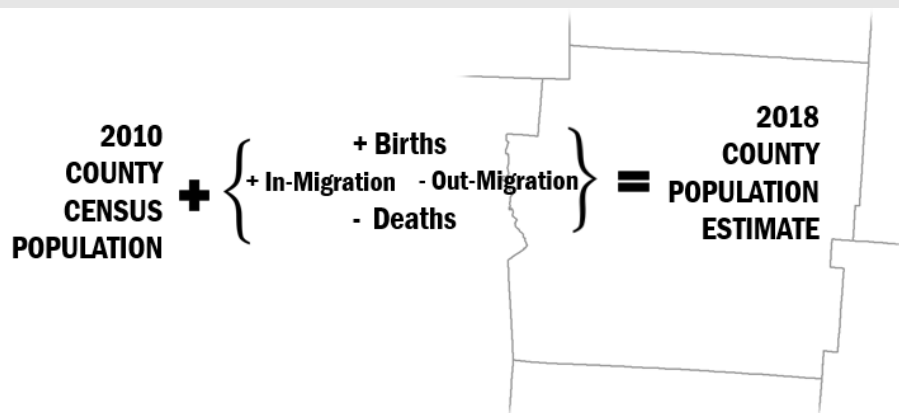 2010
COUNTY
CENSUS
POPULATION
+
{
+ Births
+ In-Migration - Out-Migration
- Deaths
}
=
2018
COUNTY
POPULATION
ESTIMATE